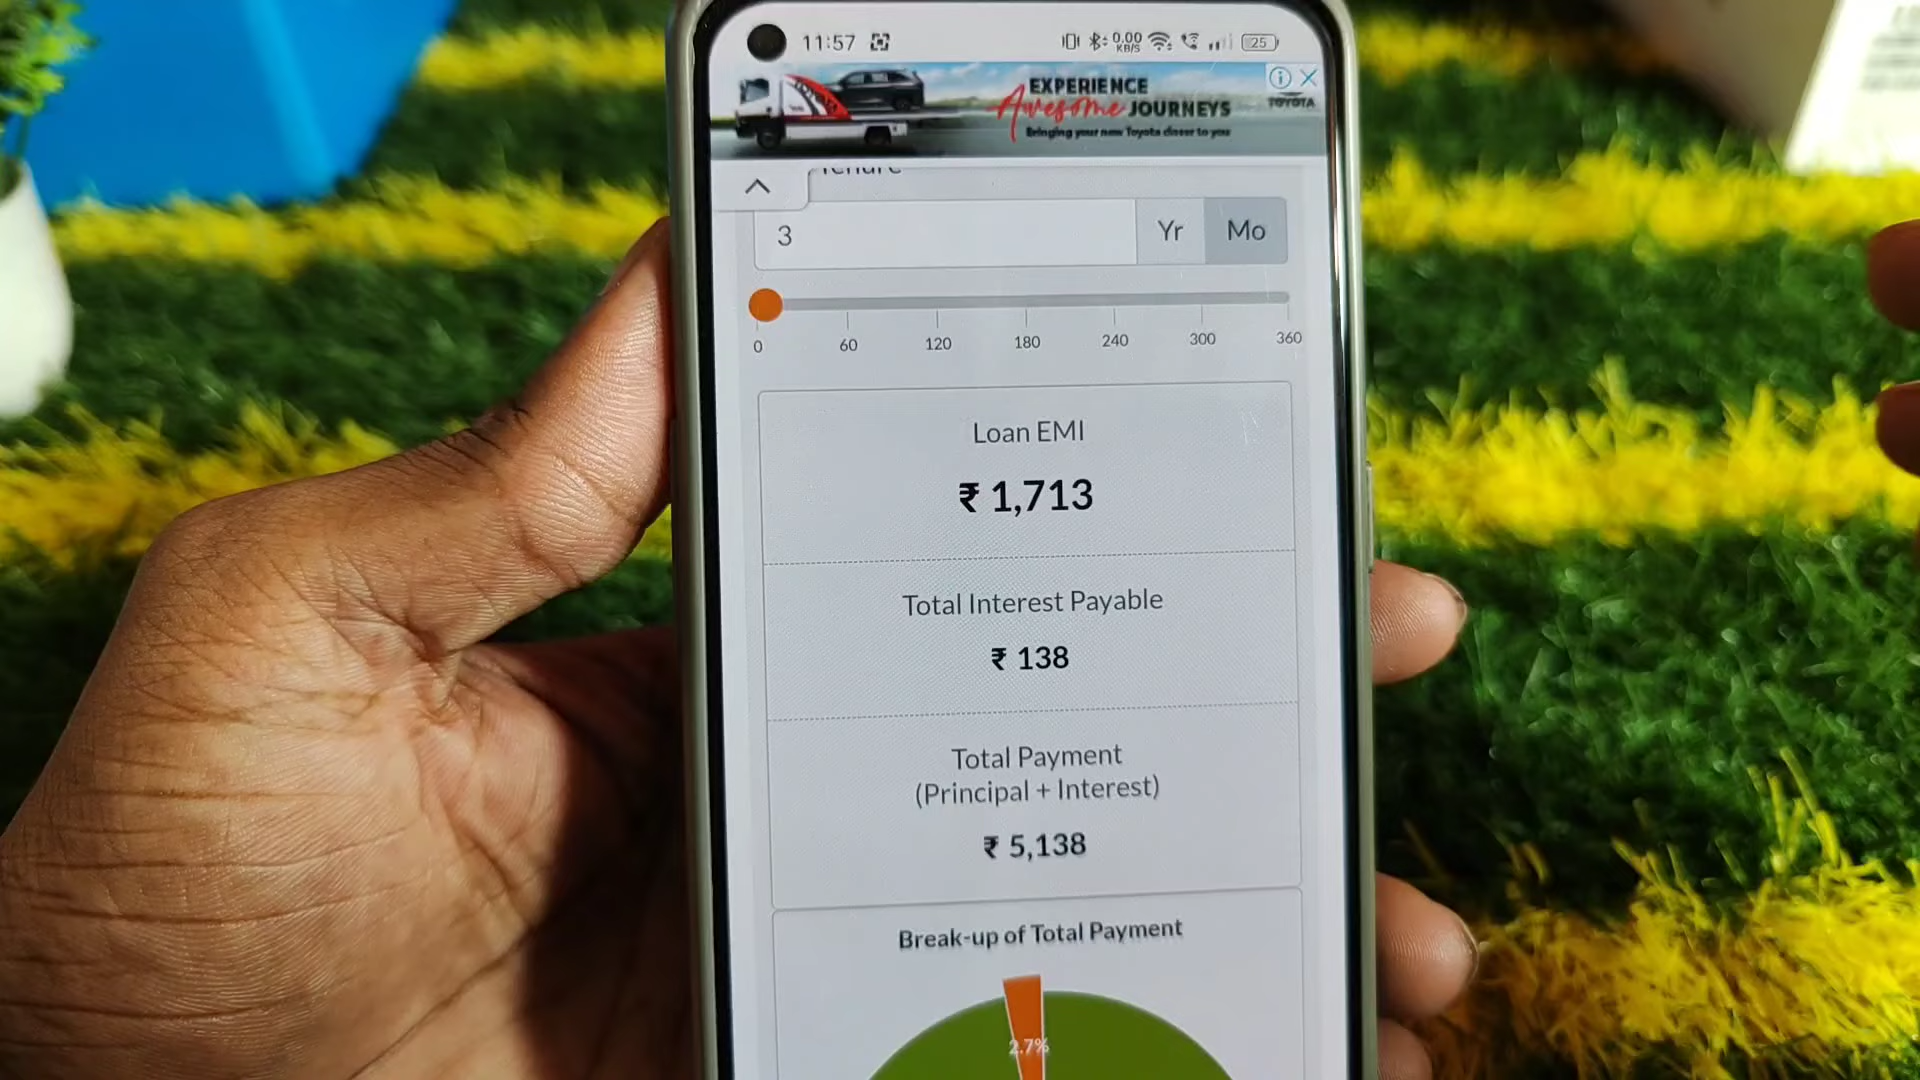 11:57
0.00
KB/S
25
EXPERIENCE
Awesome JOURNEYS
Bringing your new Toyota closer to you
TOYOTA
Tenure
3
Yr
Mo
0 60 120 180 240 300 360
Loan EMI
₹ 1,713
Total Interest Payable
₹ 138
Total Payment
(Principal + Interest)
₹ 5,138
Break-up of Total Payment
2.7%